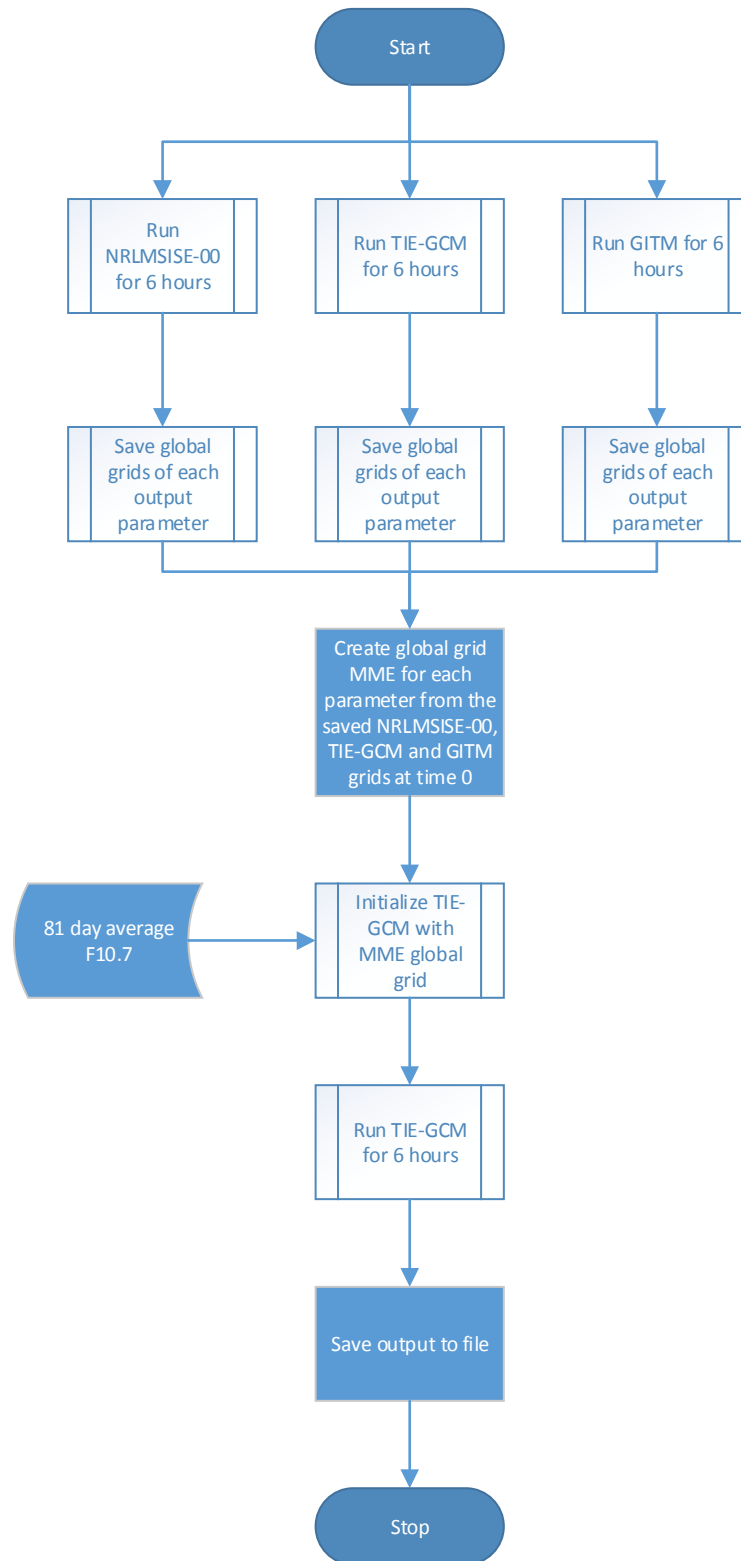 Start
Run
NRLMSISE-00
for 6 hours
Run TIE-GCM
for 6 hours
Run GITM for 6
hours
Save global
grids of each
output
parameter
Save global
grids of each
output
parameter
Save global
grids of each
output
parameter
Create global grid
MME for each
parameter from the
saved NRLMSISE-00,
TIE-GCM and GITM
grids at time 0
81 day average
F10.7
Initialize TIE-
GCM with
MME global
grid
Run TIE-GCM
for 6 hours
Save output to file
Stop